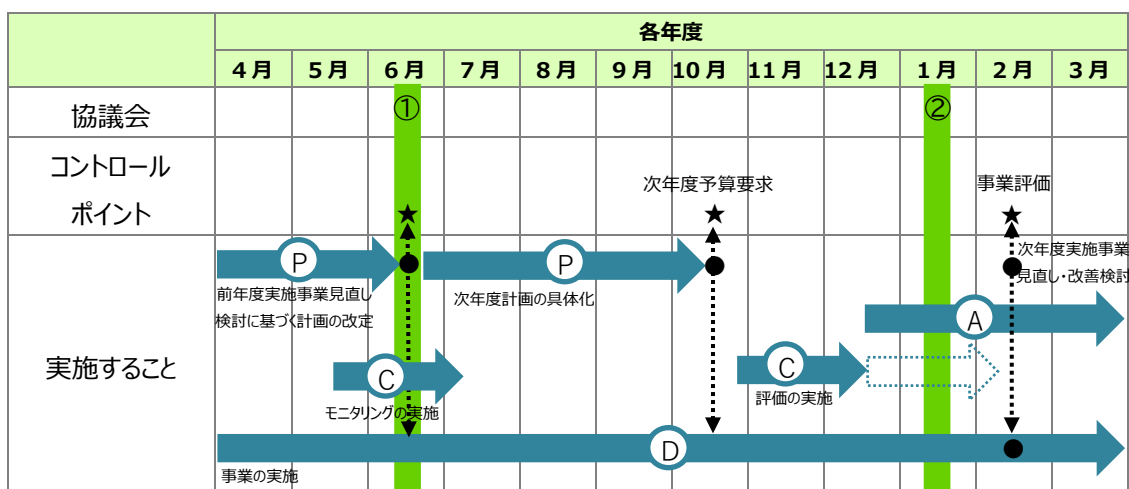 各年度
4月 5月 6月 7月 8月 9月 10月 11月 12月 1月 2月 3月
協議会
① ②
コントロール
ポイント
次年度予算要求
事業評価
★ ★ ★
実施すること
P
前年度実施事業見直し
検討に基づく計画の改定
P
次年度計画の具体化
次年度実施事業
見直し・改善検討
A
C
モニタリングの実施
C
評価の実施
D
事業の実施